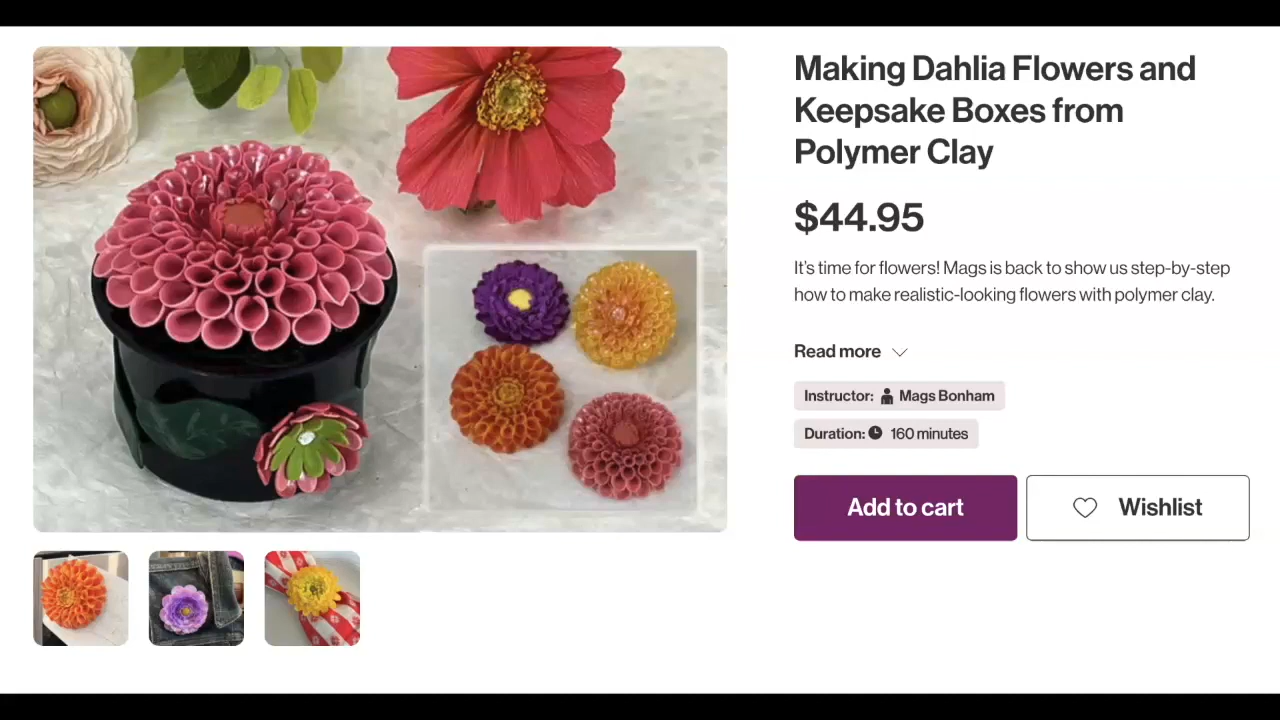 Making Dahlia Flowers and
Keepsake Boxes from
Polymer Clay
$44.95
It's time for flowers! Mags is back to show us step-by-step
how to make realistic-looking flowers with polymer clay.
Read more
Instructor: Mags Bonham
Duration: 160 minutes
Add to cart
Wishlist